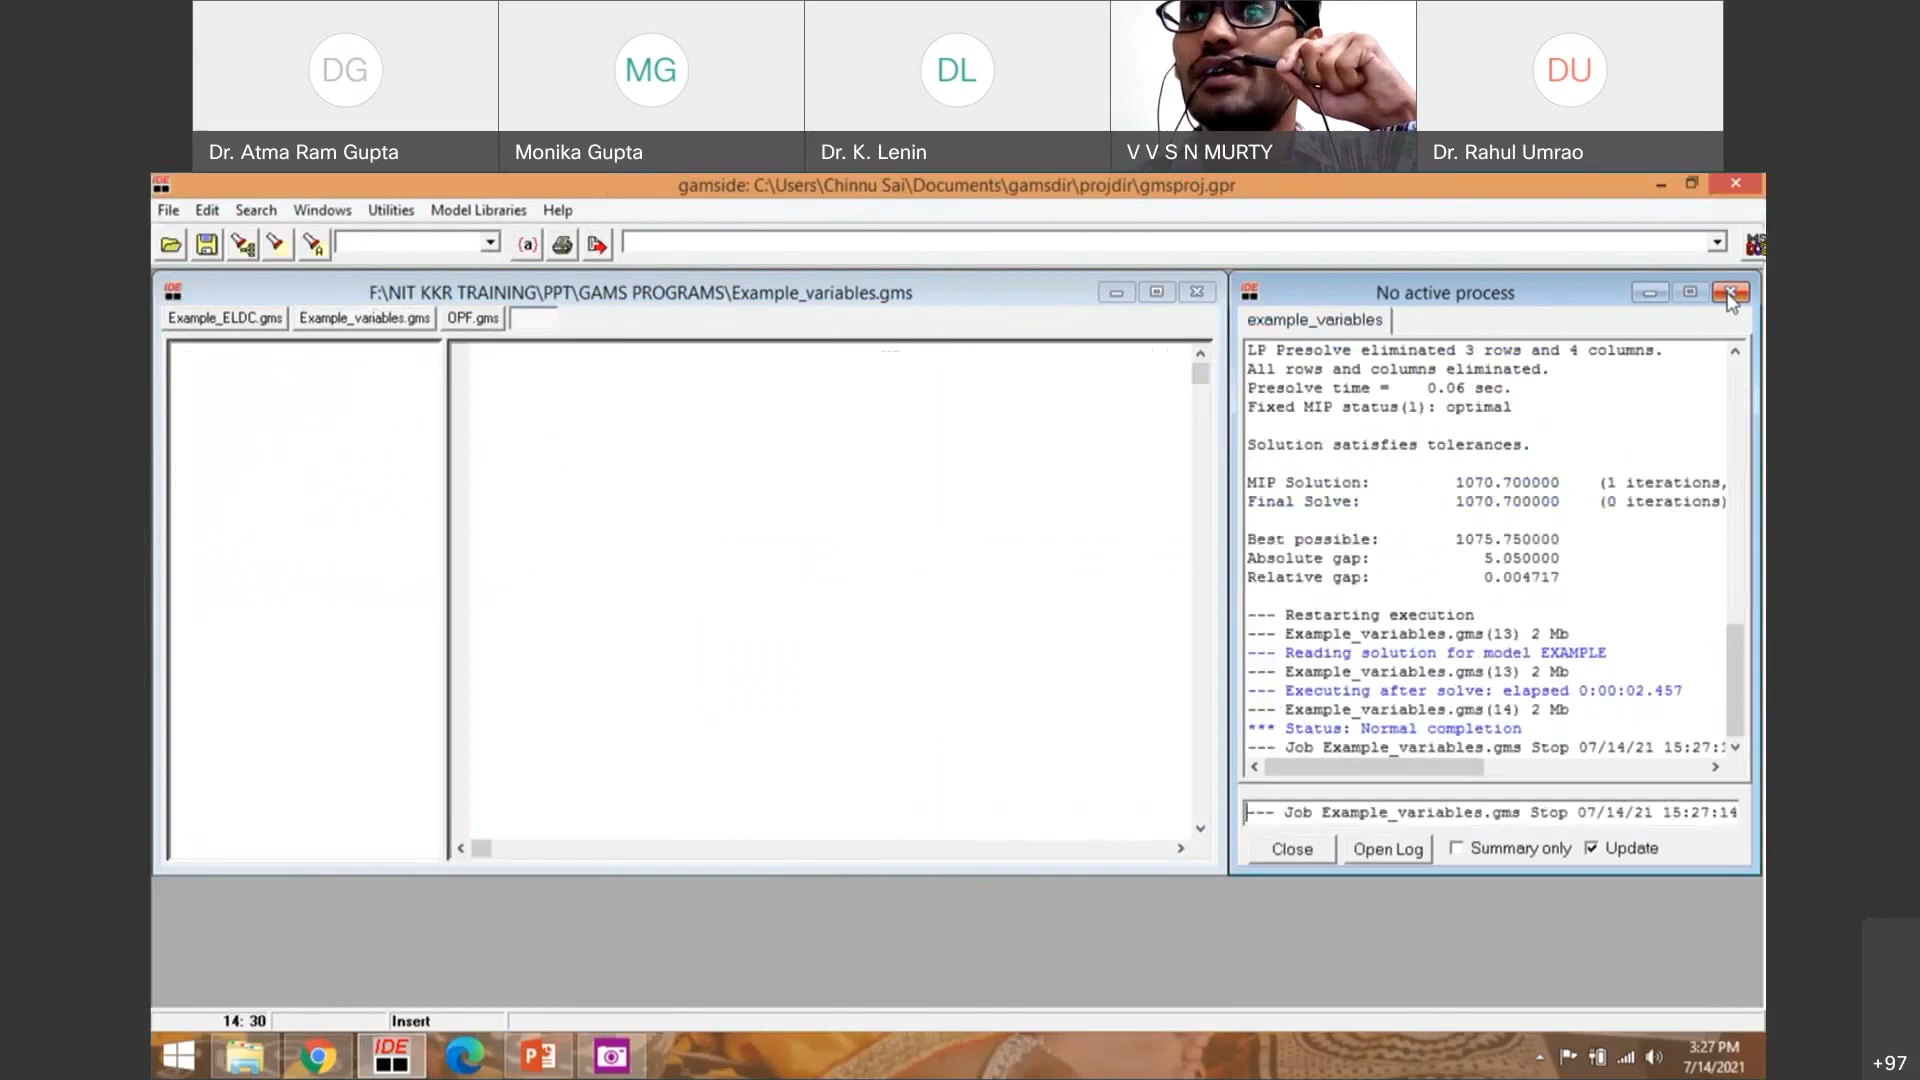 DG
MG
DL
DU
Dr. Atma Ram Gupta
Monika Gupta
Dr. K. Lenin
V V S N MURTY
Dr. Rahul Umrao
IDE
gamside: C:\Users\Chinnu Sai\Documents\gamsdir\projdir\gmsproj.gpr
File Edit Search Windows Utilities Model Libraries Help
(a)
IDE
F:\NIT KKR TRAINING\PPT\GAMS PROGRAMS\Example_variables.gms
Example_ELDC.gms Example_variables.gms OPF.gms
IDE
No active process
example_variables
LP Presolve eliminated 3 rows and 4 columns.
All rows and columns eliminated.
Presolve time = 0.06 sec.
Fixed MIP status(1): optimal
Solution satisfies tolerances.
MIP Solution: 1070.700000 (1 iterations,
Final Solve: 1070.700000 (0 iterations)
Best possible: 1075.750000
Absolute gap: 5.050000
Relative gap: 0.004717
--- Restarting execution
--- Example_variables.gms(13) 2 Mb
--- Reading solution for model EXAMPLE
--- Example_variables.gms(13) 2 Mb
--- Executing after solve: elapsed 0:00:02.457
--- Example_variables.gms(14) 2 Mb
*** Status: Normal completion
--- Job Example_variables.gms Stop 07/14/21 15:27:1
--- Job Example_variables.gms Stop 07/14/21 15:27:14
Close Open Log Summary only Update
14: 30 Insert
IDE
3:27 PM
7/14/2021
+97